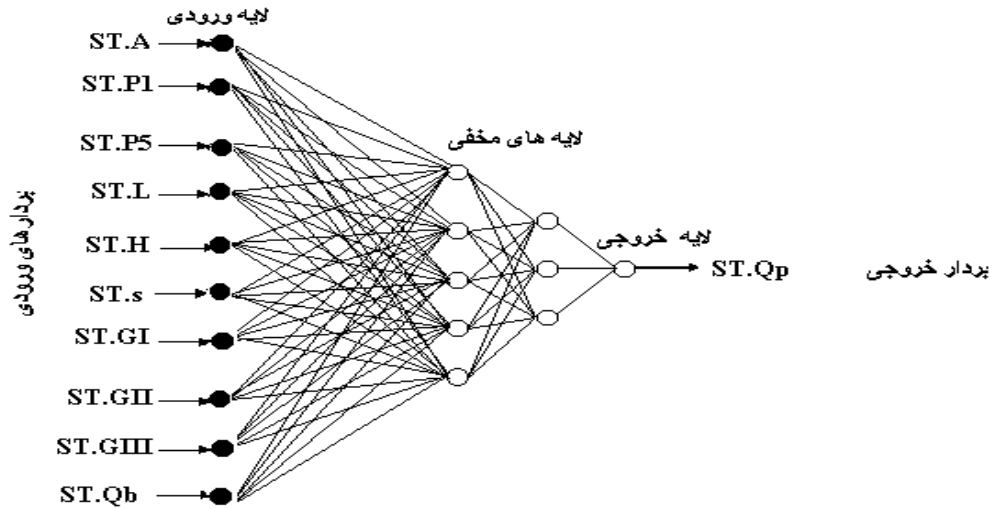 لایه ورودی
ST.A
ST.P1
ST.P5
ST.L
ST.H
ST.s
ST.GI
ST.GII
ST.GIII
ST.Qb
بردارهای ورودی
لایه های مخفی
لایه خروجی
ST.Qp
بردار خروجی